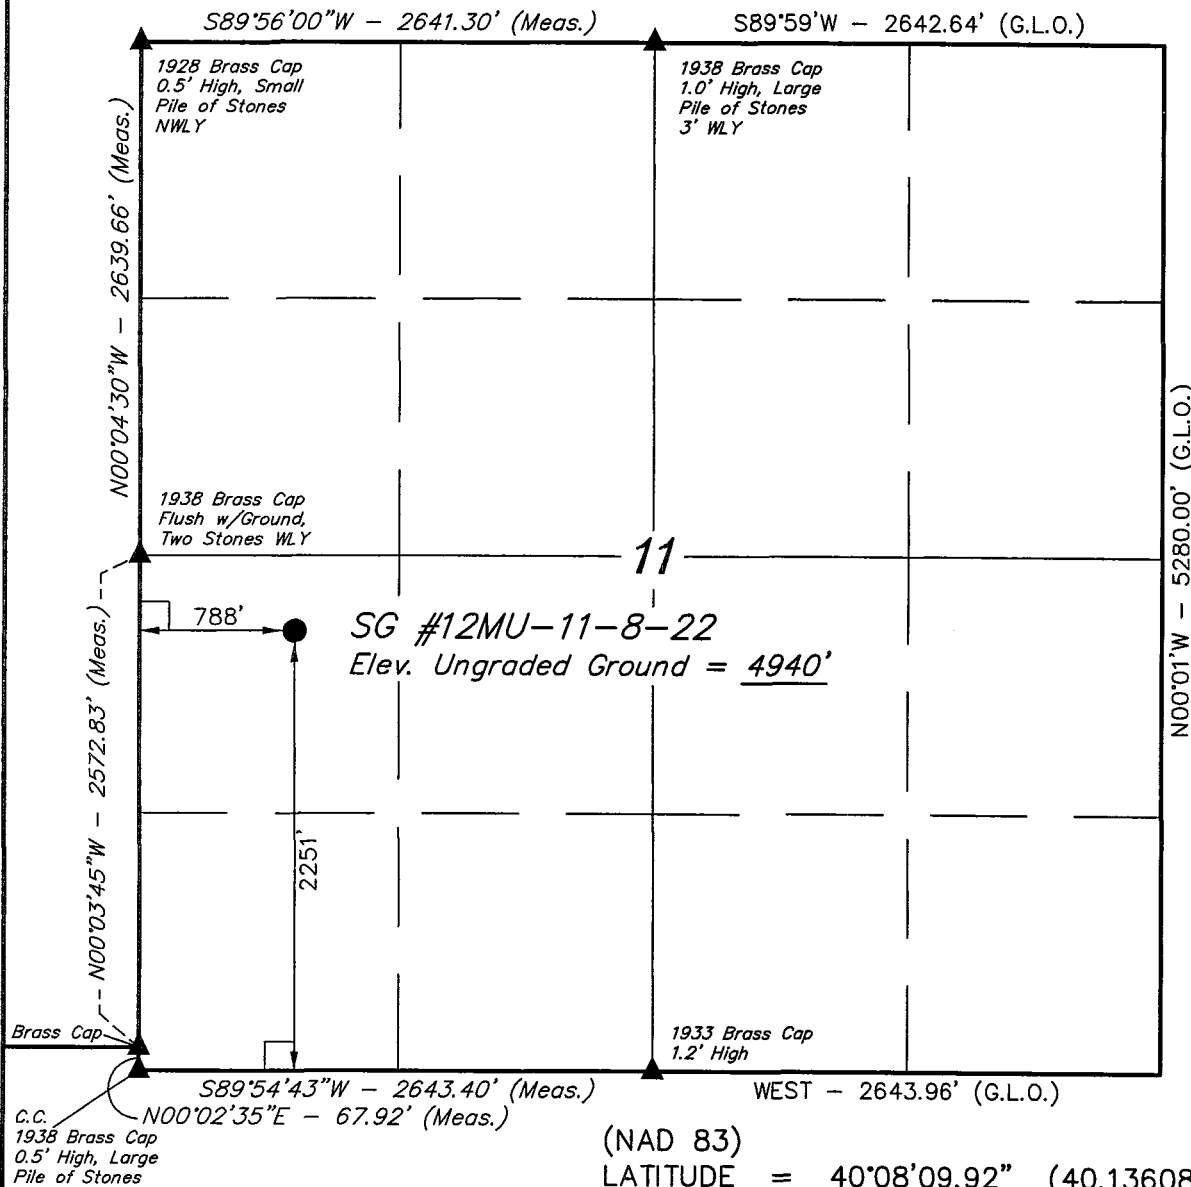 S89°56'00"W - 2641.30' (Meas.)
S89°59'W - 2642.64' (G.L.O.)
1928 Brass Cap
0.5' High, Small
Pile of Stones
NWLY
1938 Brass Cap
1.0' High, Large
Pile of Stones
3' WLY
N00°04'30"W - 2639.66' (Meas.)
1938 Brass Cap
Flush w/Ground,
Two Stones WLY
11
N00°01'W - 5280.00' (G.L.O.)
788'
SG #12MU-11-8-22
Elev. Ungraded Ground = 4940'
N00°03'45"W - 2572.83' (Meas.)
2251'
Brass Cap
1933 Brass Cap
1.2' High
S89°54'43"W - 2643.40' (Meas.)
WEST - 2643.96' (G.L.O.)
N00°02'35"E - 67.92' (Meas.)
C.C.
1938 Brass Cap
0.5' High, Large
Pile of Stones
(NAD 83)
LATITUDE = 40°08'09.92" (40.13608